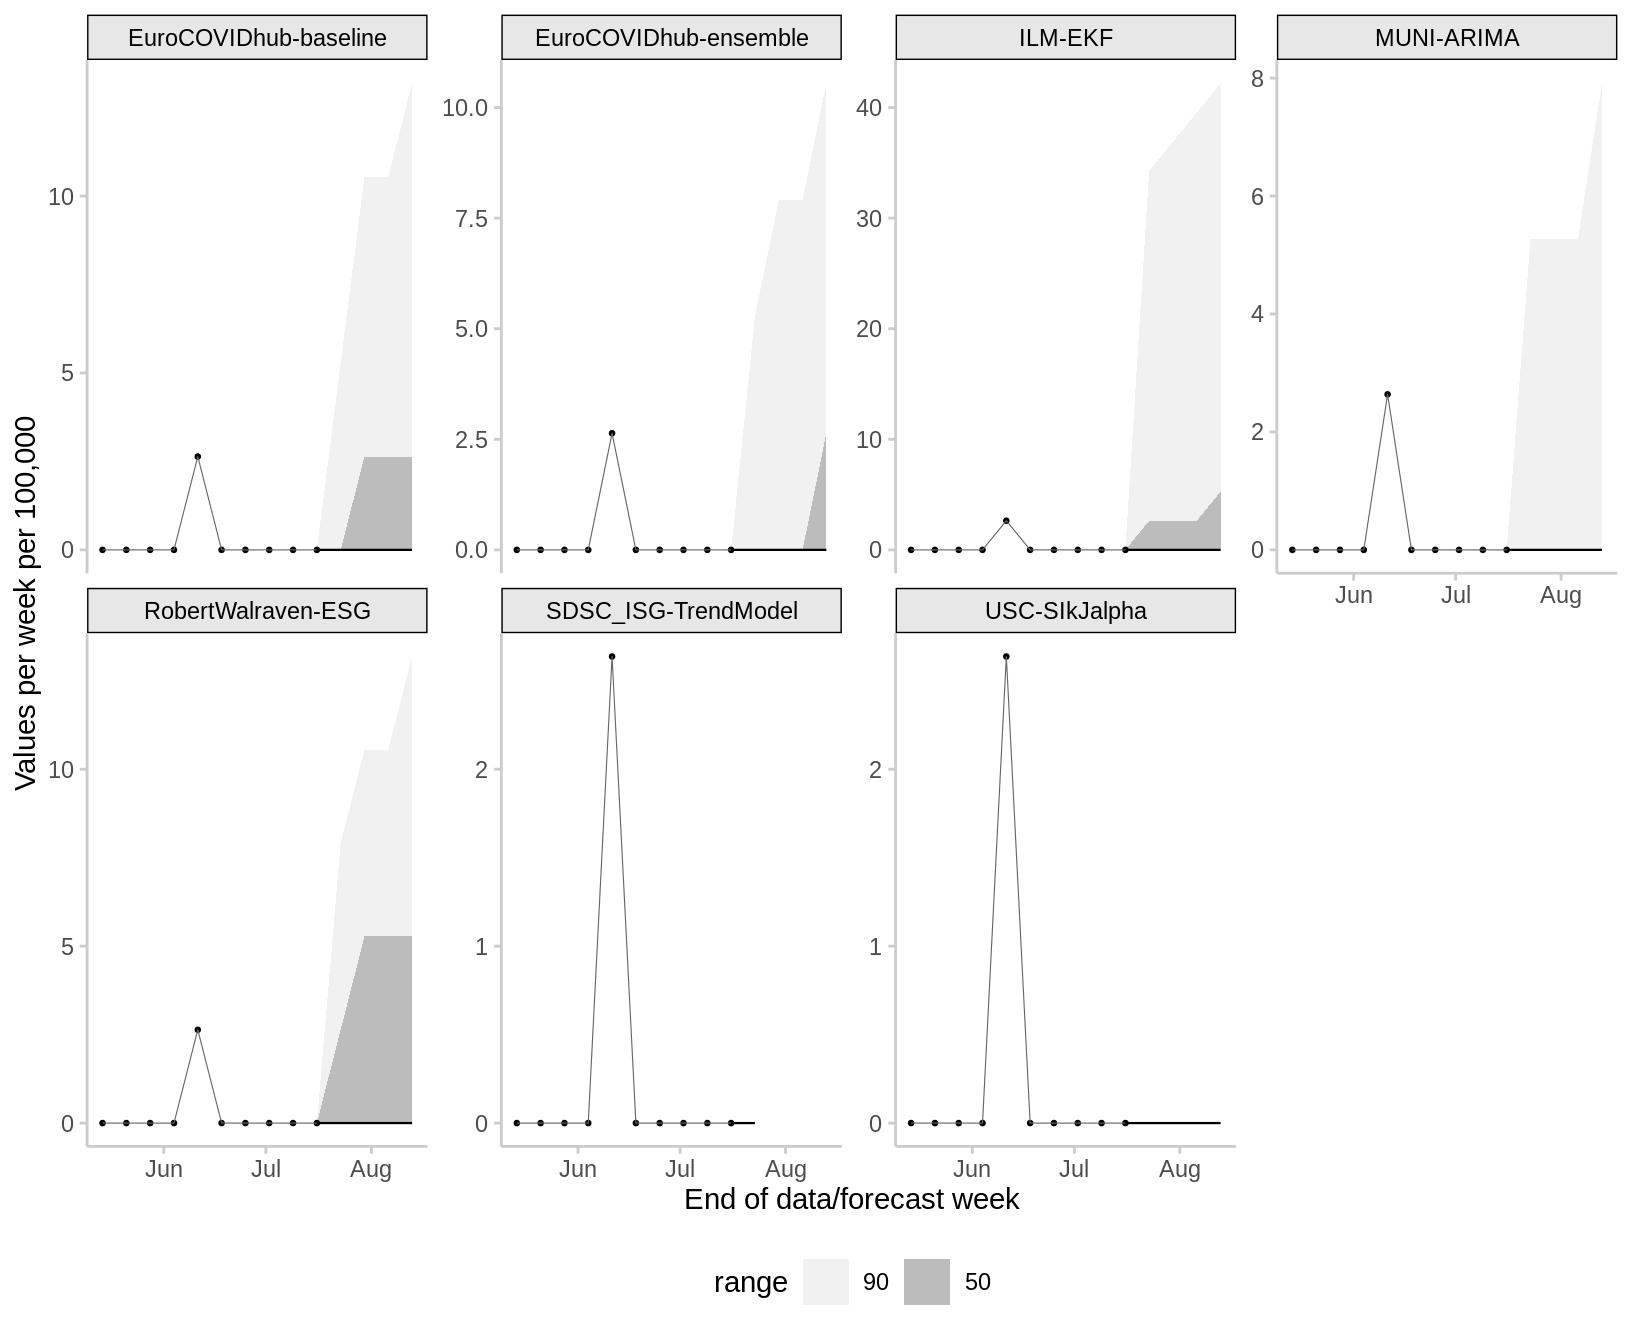 EuroCOVIDhub-baseline
EuroCOVIDhub-ensemble
ILM-EKF
MUNI-ARIMA
10
5
0
10.0
7.5
5.0
2.5
0.0
40
30
20
10
0
8
6
4
2
0
Jun Jul Aug
Values per week per 100,000
RobertWalraven-ESG
SDSC_ISG-TrendModel
USC-SIkJalpha
10
5
0
2
1
0
2
1
0
Jun Jul Aug
Jun Jul Aug
Jun Jul Aug
End of data/forecast week
range 90 50